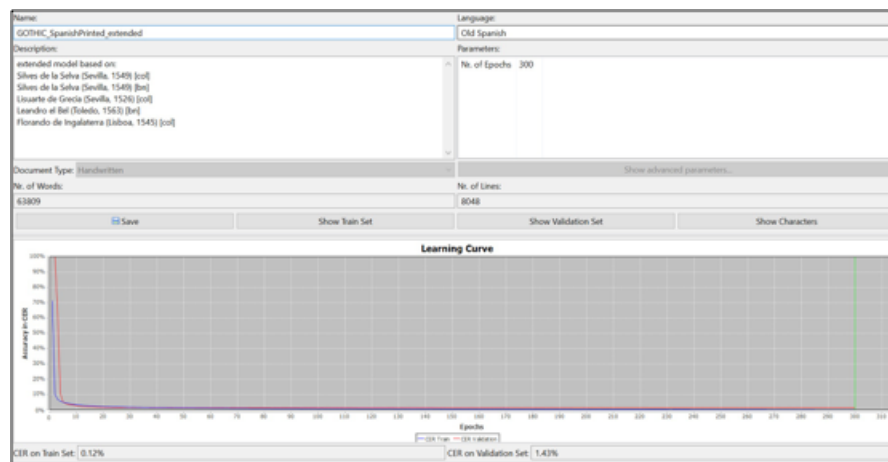 Name:
Language:
GOTHIC_SpanishPrinted_extended
Old Spanish
Description:
Parameters:
extended model based on:
Silves de la Selva (Sevilla, 1549) [col]
Silves de la Selva (Sevilla, 1549) [bn]
Lisuarte de Grecia (Sevilla, 1526) [col]
Leandro el Bel (Toledo, 1563) [bn]
Florando de Ingalaterra (Lisboa, 1545) [col]
Nr. of Epochs 300
Document Type: Handwritten
Show advanced parameters...
Nr. of Words:
Nr. of Lines:
63809
8048
Save
Show Train Set
Show Validation Set
Show Characters
Learning Curve
Accuracy in CER
100%
90%
80%
70%
60%
50%
40%
30%
20%
10%
0%
0 10 20 30 40 50 60 70 80 90 100 110 120 130 140 150 160 170 180 190 200 210 220 230 240 250 260 270 280 290 300 310
Epochs
CER Train CER Validation
CER on Train Set: 0.12%
CER on Validation Set: 1.43%